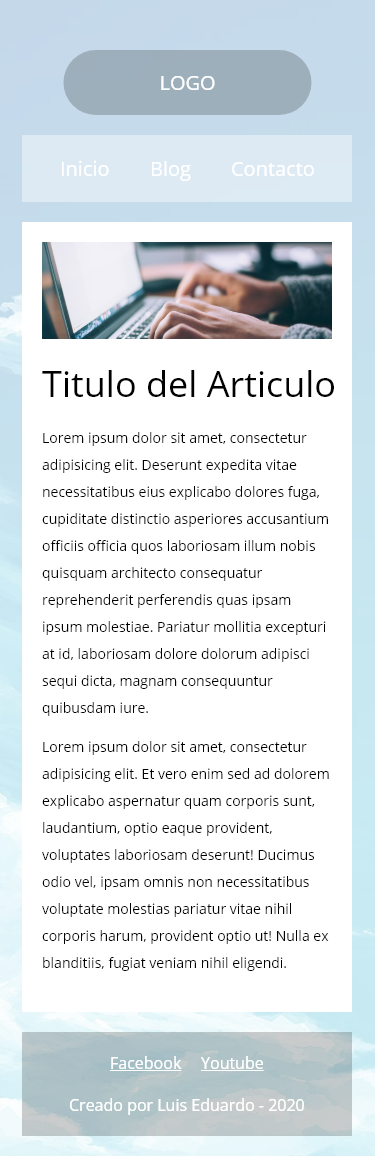 LOGO
Inicio Blog Contacto
Titulo del Articulo
Lorem ipsum dolor sit amet, consectetur
adipisicing elit. Deserunt expedita vitae
necessitatibus eius explicabo dolores fuga,
cupiditate distinctio asperiores accusantium
officiis officia quos laboriosam illum nobis
quisquam architecto consequatur
reprehenderit perferendis quas ipsam
ipsum molestiae. Pariatur mollitia excepturi
at id, laboriosam dolore dolorum adipisci
sequi dicta, magnam consequuntur
quibusdam iure.
Lorem ipsum dolor sit amet, consectetur
adipisicing elit. Et vero enim sed ad dolorem
explicabo aspernatur quam corporis sunt,
laudantium, optio eaque provident,
voluptates laboriosam deserunt! Ducimus
odio vel, ipsam omnis non necessitatibus
voluptate molestias pariatur vitae nihil
corporis harum, provident optio ut! Nulla ex
blanditiis, fugiat veniam nihil eligendi.
Facebook Youtube
Creado por Luis Eduardo - 2020